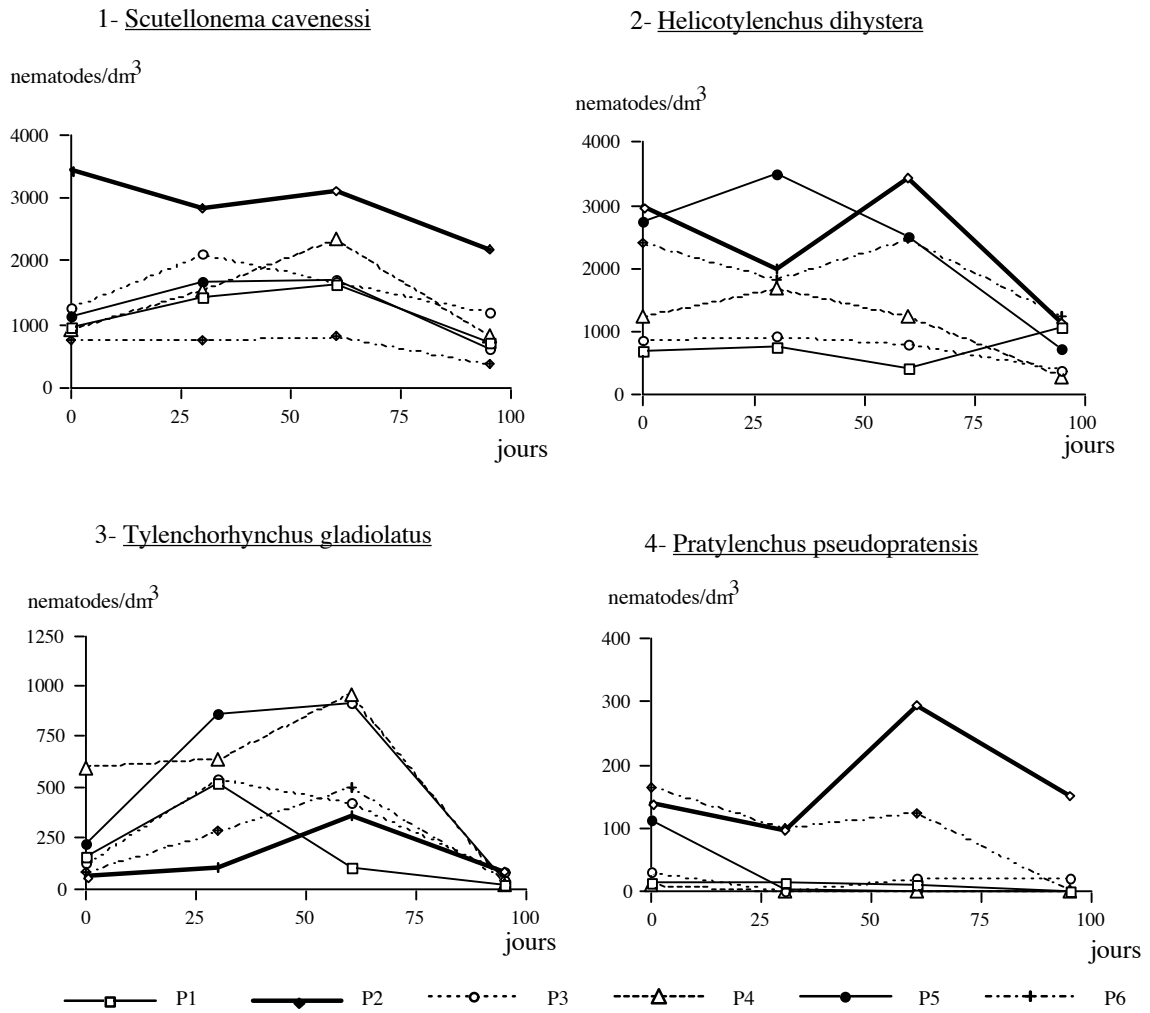 1- Scutellonema cavenessi
nematodes/dm3
4000
3000
2000
1000
0
0 25 50 75 100
jours
2- Helicotylenchus dihystera
nematodes/dm3
4000
3000
2000
1000
0
0 25 50 75 100
jours
3- Tylenchorhynchus gladiolatus
nematodes/dm3
1250
1000
750
500
250
0
0 25 50 75 100
jours
4- Pratylenchus pseudopratensis
nematodes/dm3
400
300
200
100
0
0 25 50 75 100
jours
P1 P2 P3 P4 P5 P6